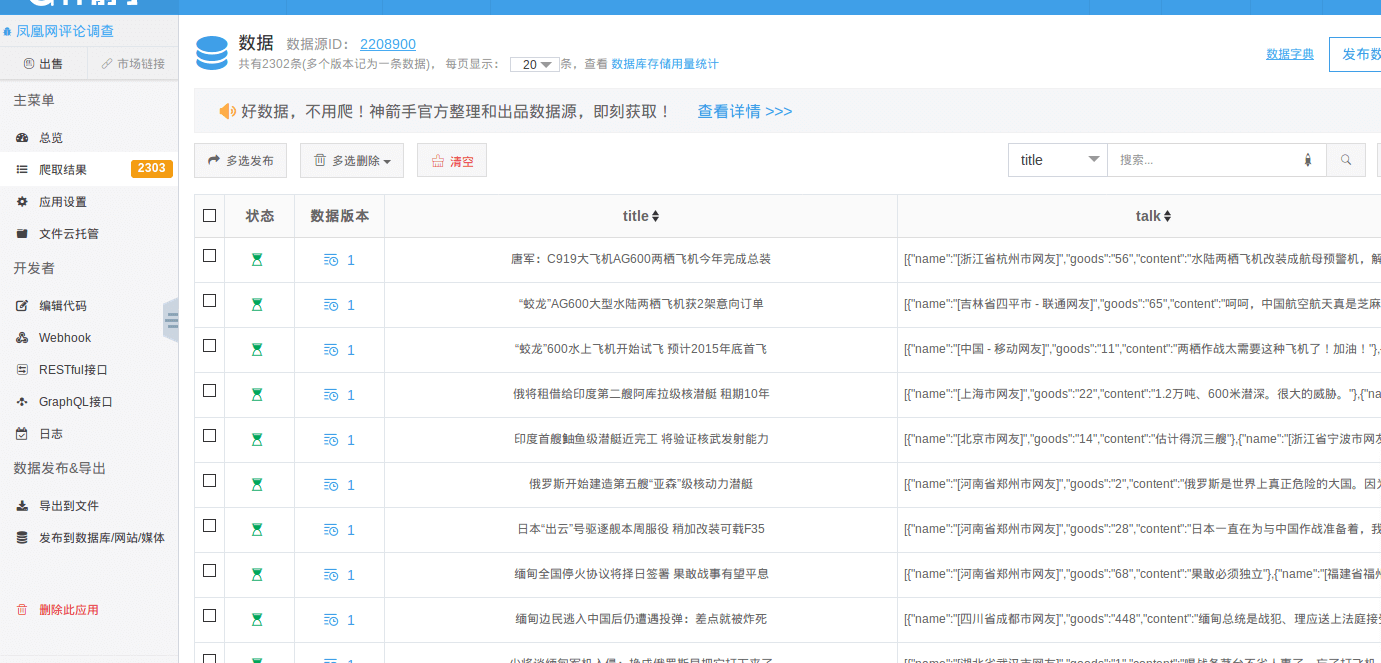 凤凰网评论调查
出售
市场链接
主菜单
总览
爬取结果 2303
应用设置
文件云托管
开发者
编辑代码
Webhook
RESTful接口
GraphQL接口
日志
数据发布&导出
导出到文件
发布到数据库/网站/媒体
删除此应用
数据 数据源ID： 2208900
共有2302条(多个版本记为一条数据)， 每页显示： 20 条，查看 数据库存储用量统计
数据字典
发布数
好数据，不用爬！神箭手官方整理和出品数据源，即刻获取！ 查看详情 >>>
多选发布 多选删除 清空
title 搜索...
状态 数据版本 title talk
1 唐军：C919大飞机AG600两栖飞机今年完成总装 [{"name":"[浙江省杭州市网友]","goods":"56","content":"水陆两栖飞机改装成航母预警机，解
1 “蛟龙”AG600大型水陆两栖飞机获2架意向订单 [{"name":"[吉林省四平市 - 联通网友]","goods":"65","content":"呵呵，中国航空航天真是芝麻
1 “蛟龙”600水上飞机开始试飞 预计2015年底首飞 [{"name":"[中国 - 移动网友]","goods":"11","content":"两栖作战太需要这种飞机了！加油！"},
1 俄将租借给印度第二艘阿库拉级核潜艇 租期10年 [{"name":"[上海市网友]","goods":"22","content":"1.2万吨、600米潜深。很大的威胁。"},{"na
1 印度首艘鲉鱼级潜艇近完工 将验证核武发射能力 [{"name":"[北京市网友]","goods":"14","content":"估计得沉三艘"},{"name":"[浙江省宁波市网友
1 俄罗斯开始建造第五艘“亚森”级核动力潜艇 [{"name":"[河南省郑州市网友]","goods":"2","content":"俄罗斯是世界上真正危险的大国。因为
1 日本“出云”号驱逐舰本周服役 稍加改装可载F35 [{"name":"[河南省郑州市网友]","goods":"28","content":"日本一直在为与中国作战准备着，我
1 缅甸全国停火协议将择日签署 果敢战事有望平息 [{"name":"[河南省郑州市网友]","goods":"68","content":"果敢必须独立"},{"name":"[福建省福州
1 缅甸边民逃入中国后仍遭遇投弹：差点就被炸死 [{"name":"[四川省成都市网友]","goods":"448","content":"缅甸总统是战犯、理应送上法庭接受